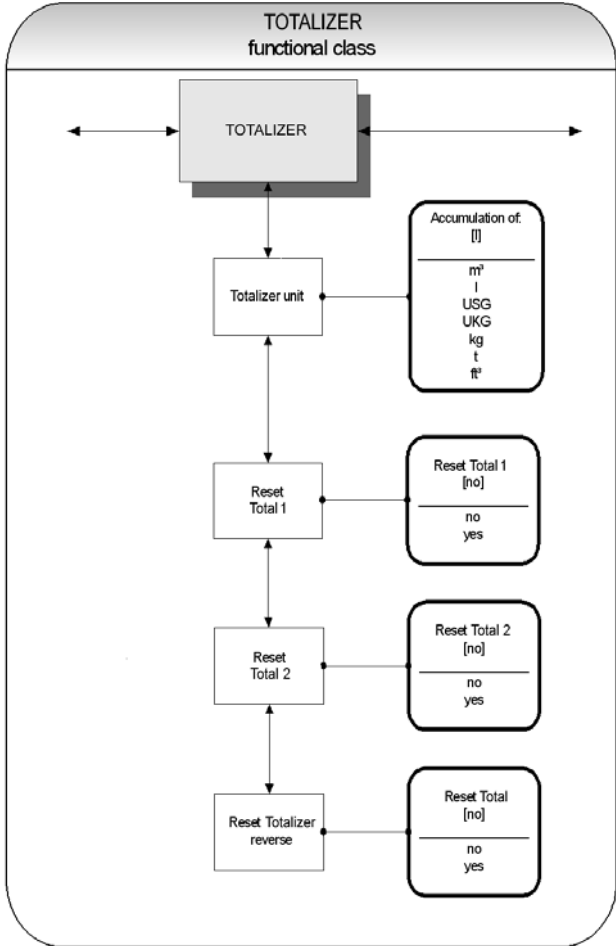 TOTALIZER
functional class
TOTALIZER
Totalizer unit
Accumulation of:
[l]
m³
l
USG
UKG
kg
t
ft³
Reset
Total 1
Reset Total 1
[no]
no
yes
Reset
Total 2
Reset Total 2
[no]
no
yes
Reset Totalizer
reverse
Reset Total
[no]
no
yes